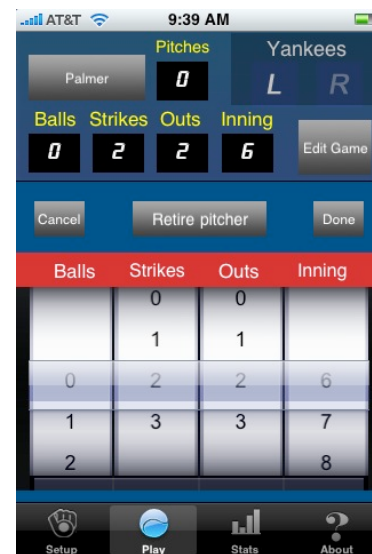 AT&T 9:39 AM
Pitches Yankees
Palmer 0 L R
Balls Strikes Outs Inning
0 2 2 6 Edit Game
Cancel Retire pitcher Done
Balls Strikes Outs Inning
0 0
1 1
0 2 2 6
1 3 3 7
2 8
Setup Play Stats About